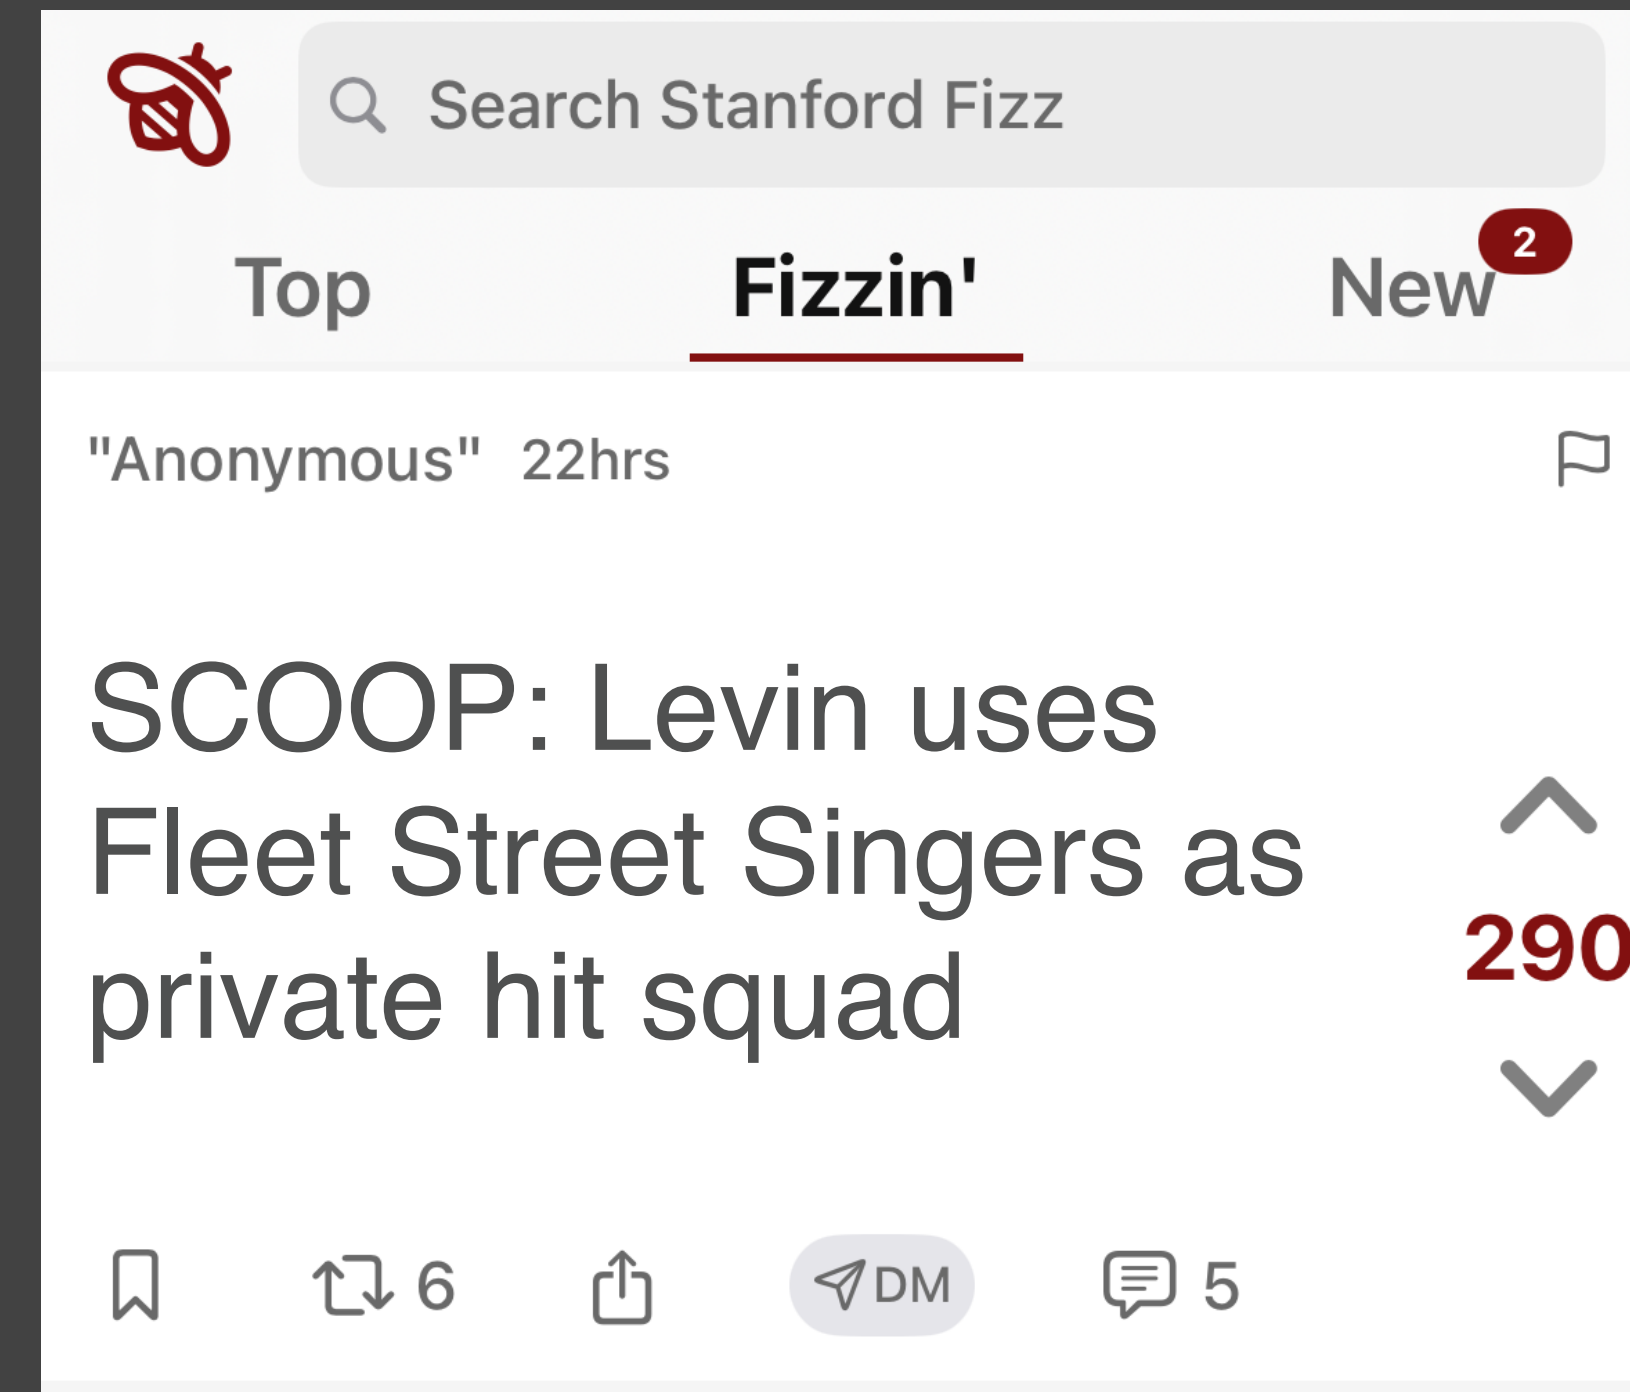 Search Stanford Fizz
Top Fizzin' New 2
"Anonymous" 22hrs
SCOOP: Levin uses
Fleet Street Singers as
private hit squad
290
6 DM 5